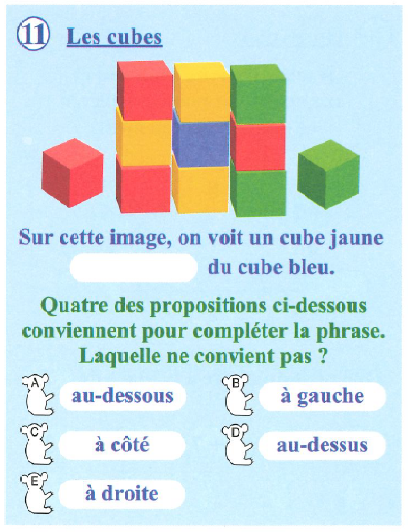 11 Les cubes
Sur cette image, on voit un cube jaune
du cube bleu.
Quatre des propositions ci-dessous
conviennent pour compléter la phrase.
Laquelle ne convient pas ?
A au-dessous
B à gauche
C à côté
D au-dessus
E à droite